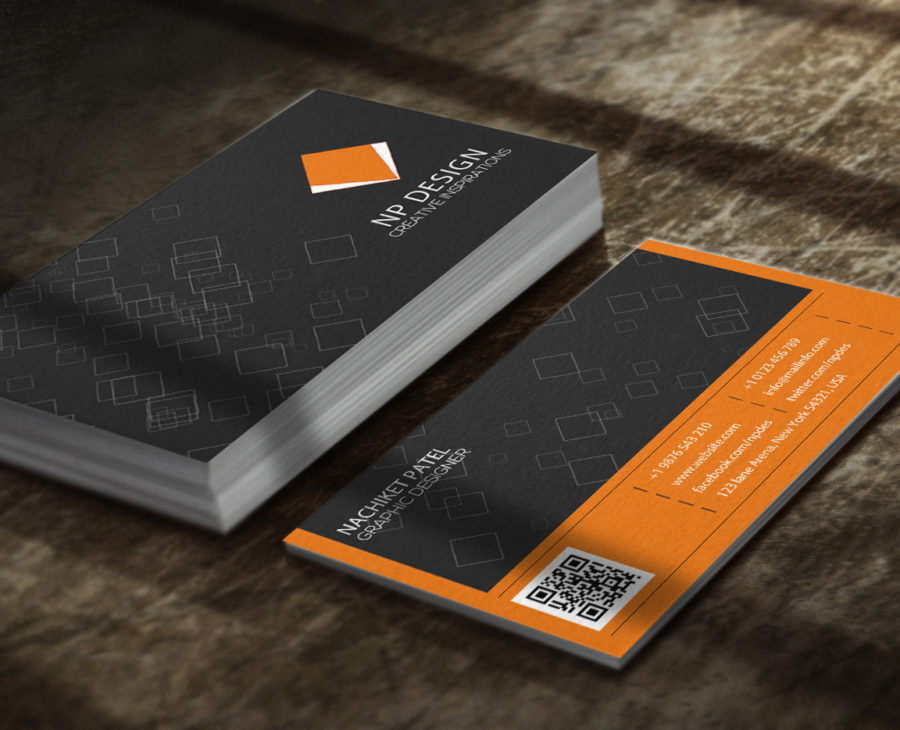 NP DESIGN
CREATIVE INSPIRATIONS
NACHIKET PATEL
GRAPHIC DESIGNER
+1 9876 543 210
+1 0123 456 789
www.website.com
info@mailinfo.com
facebook.com/npdes
twitter.com/npdes
123 lane Arena, New York 54321, USA